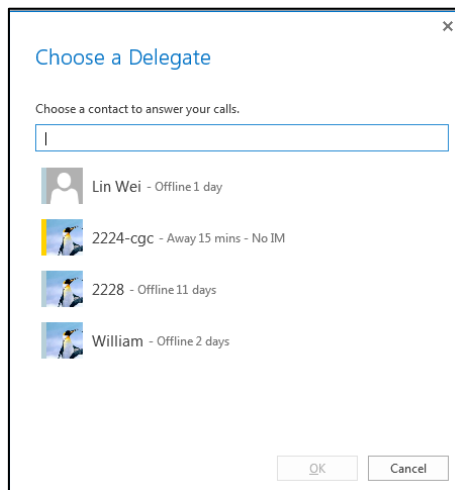 Choose a Delegate
Choose a contact to answer your calls.
Lin Wei - Offline 1 day
2224-cgc - Away 15 mins - No IM
2228 - Offline 11 days
William - Offline 2 days
OK Cancel